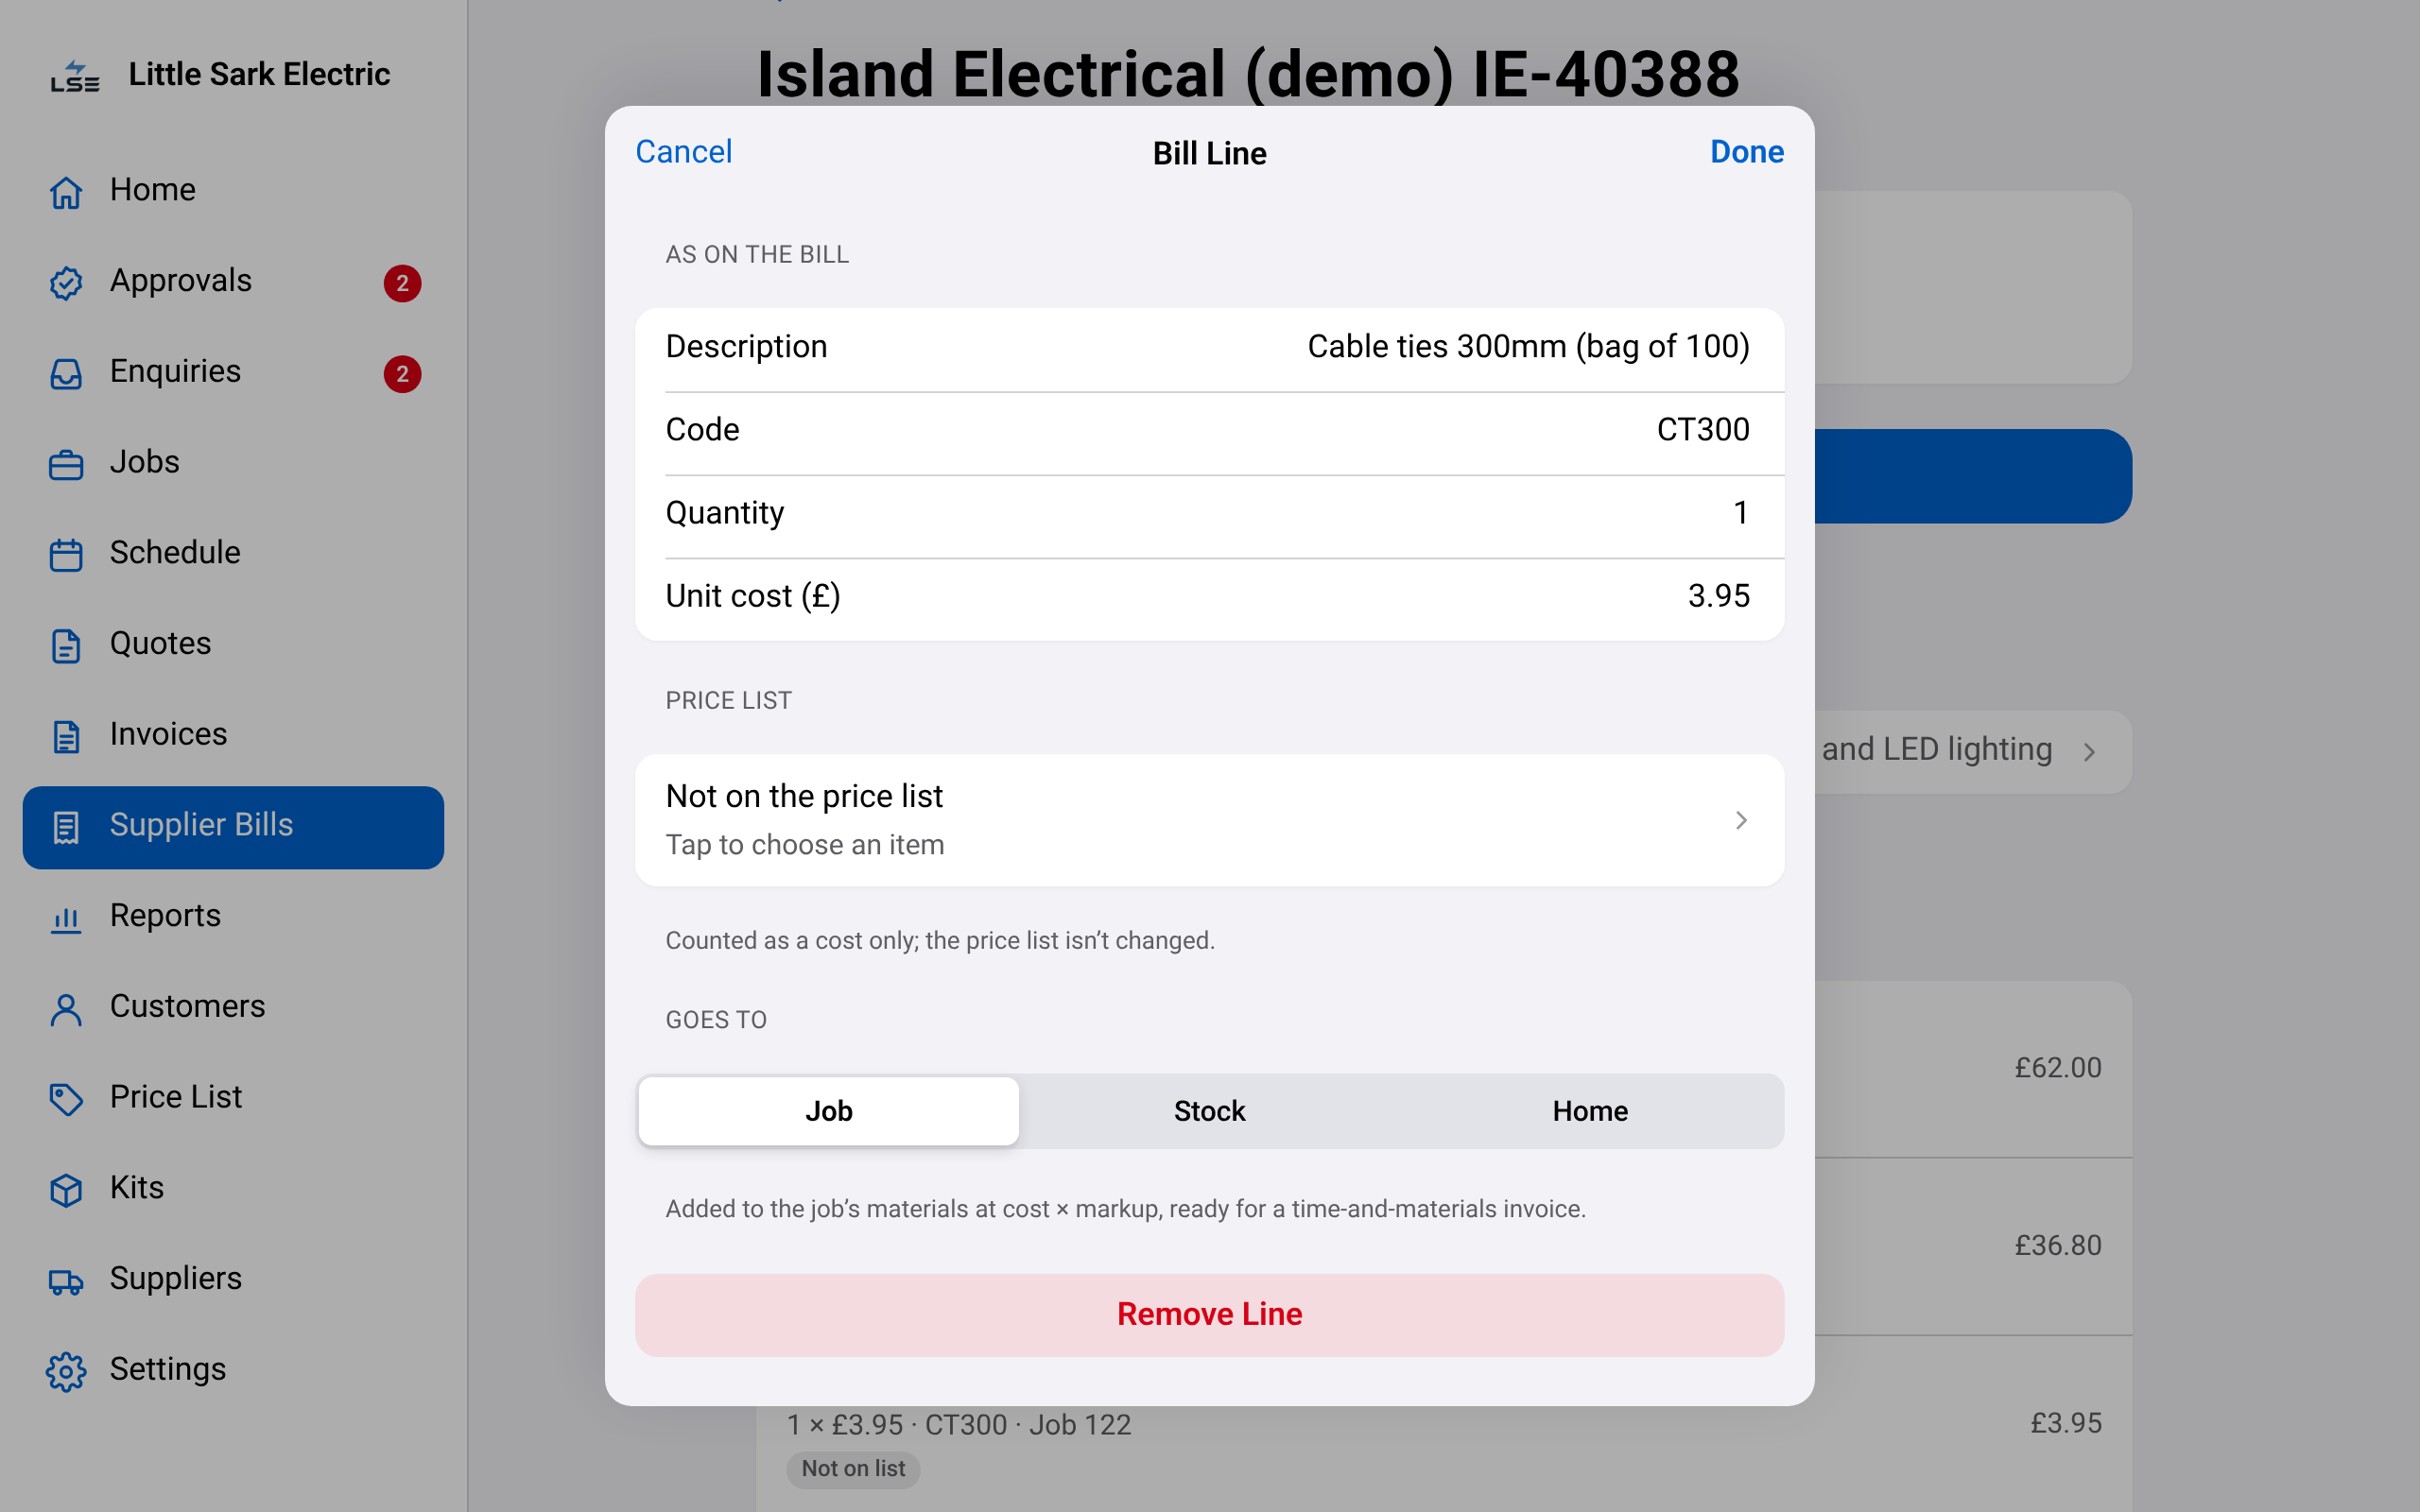 LSE
Little Sark Electric
Home
Approvals
2
Enquiries
2
Jobs
Schedule
Quotes
Invoices
Supplier Bills
Reports
Customers
Price List
Kits
Suppliers
Settings
Island Electrical (demo) IE-40388
Cancel
Bill Line
Done
AS ON THE BILL
Description
Cable ties 300mm (bag of 100)
Code
CT300
Quantity
1
Unit cost (£)
3.95
PRICE LIST
Not on the price list
Tap to choose an item
Counted as a cost only; the price list isn’t changed.
GOES TO
Job
Stock
Home
Added to the job’s materials at cost × markup, ready for a time-and-materials invoice.
Remove Line
and LED lighting
£62.00
£36.80
1 × £3.95 · CT300 · Job 122
£3.95
Not on list